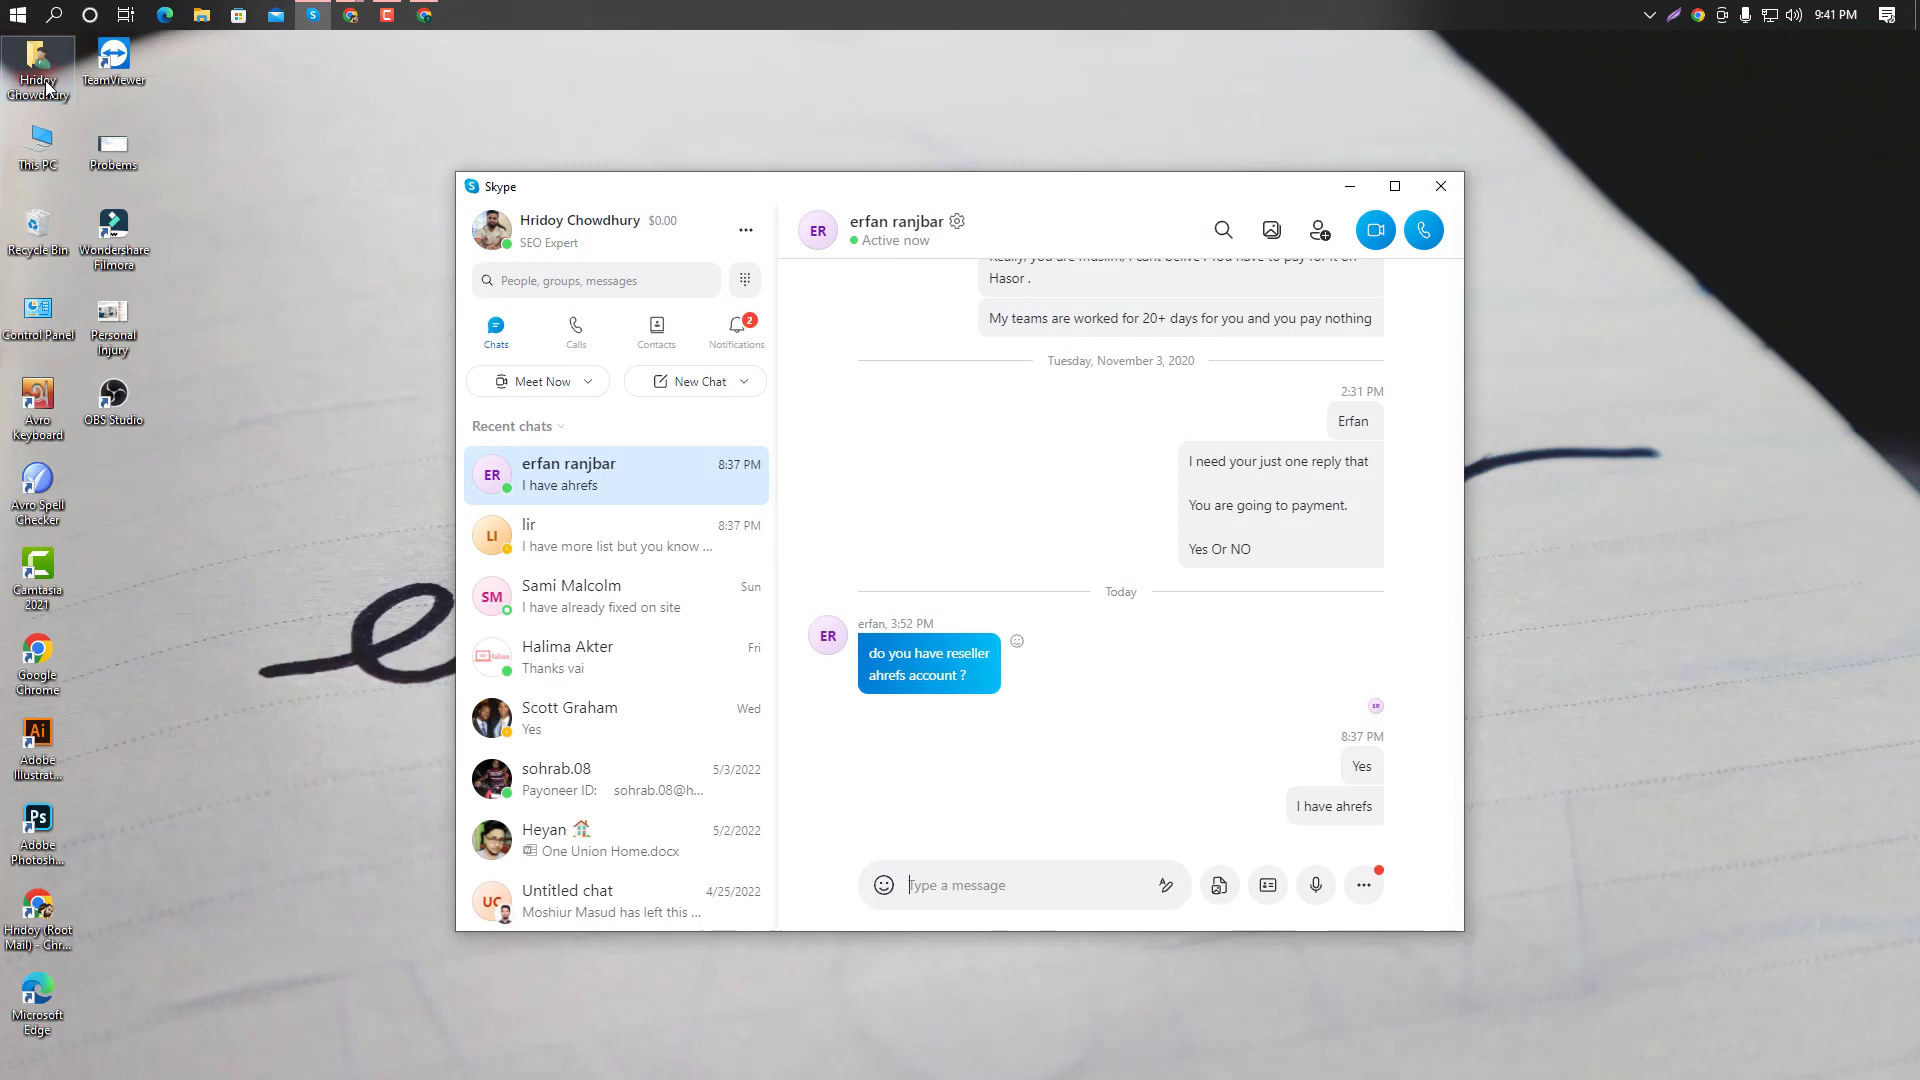 9:41 PM
Hridoy
Chowdhury
TeamViewer
This PC
Probems
Recycle Bin
Wondershare
Filmora
Control Panel
Personal
Injury
Avro
Keyboard
OBS Studio
Avro Spell
Checker
Camtasia
2021
Google
Chrome
Adobe
Illustrat...
Adobe
Photosh...
Hridoy (Root
Mail) - Chr...
Microsoft
Edge
Skype
Hridoy Chowdhury $0.00
SEO Expert
People, groups, messages
Chats
Calls
Contacts
2
Notifications
Meet Now
New Chat
Recent chats
ER
erfan ranjbar 8:37 PM
I have ahrefs
LI
lir 8:37 PM
I have more list but you know ...
SM
Sami Malcolm Sun
I have already fixed on site
Halima Akter Fri
Thanks vai
Scott Graham Wed
Yes
sohrab.08 5/3/2022
Payoneer ID: sohrab.08@h...
Heyan 5/2/2022
One Union Home.docx
UC
Untitled chat 4/25/2022
Moshiur Masud has left this ...
ER
erfan ranjbar
Active now
Hasor .
My teams are worked for 20+ days for you and you pay nothing
Tuesday, November 3, 2020
2:31 PM
Erfan
I need your just one reply that
You are going to payment.
Yes Or NO
Today
ER
erfan, 3:52 PM
do you have reseller
ahrefs account ?
ER
8:37 PM
Yes
I have ahrefs
Type a message